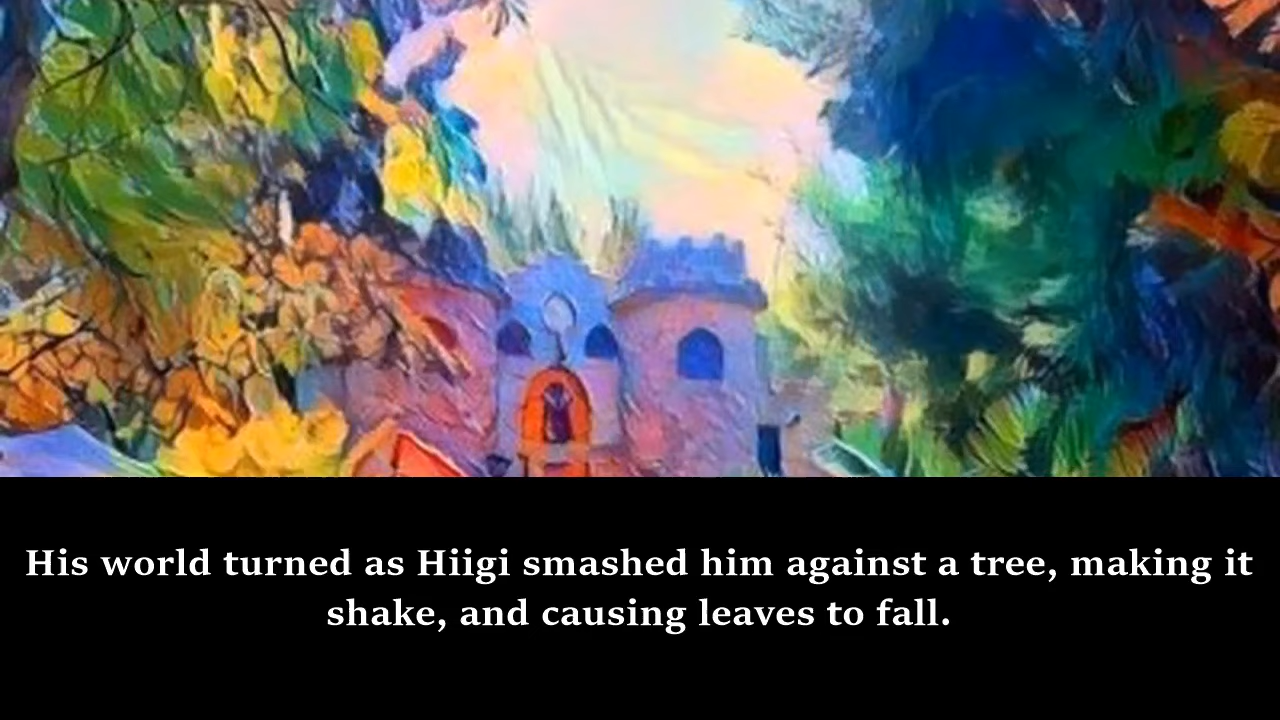 His world turned as Hiigi smashed him against a tree, making it
shake, and causing leaves to fall.